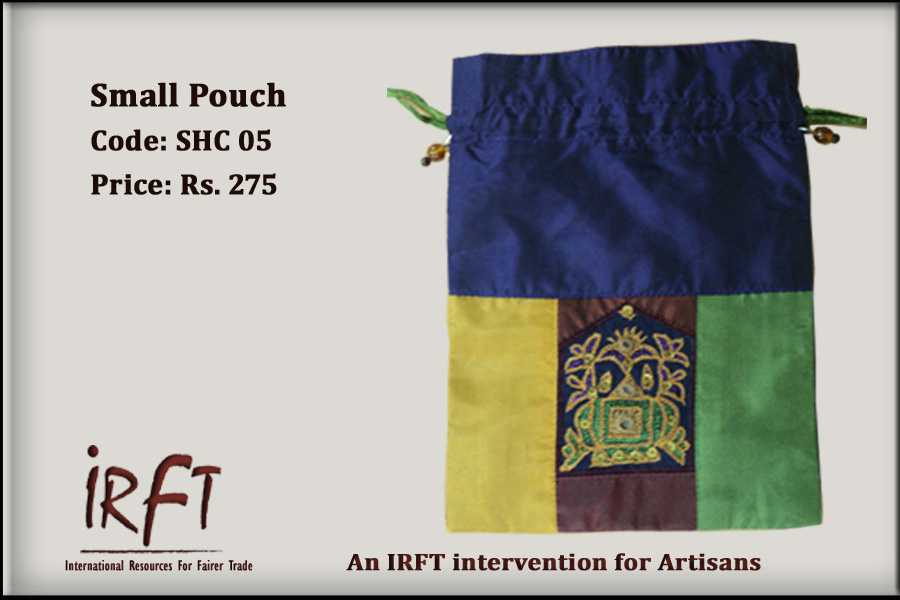 Small Pouch
Code: SHC 05
Price: Rs. 275
iRFT
International Resources For Fairer Trade
An IRFT intervention for Artisans